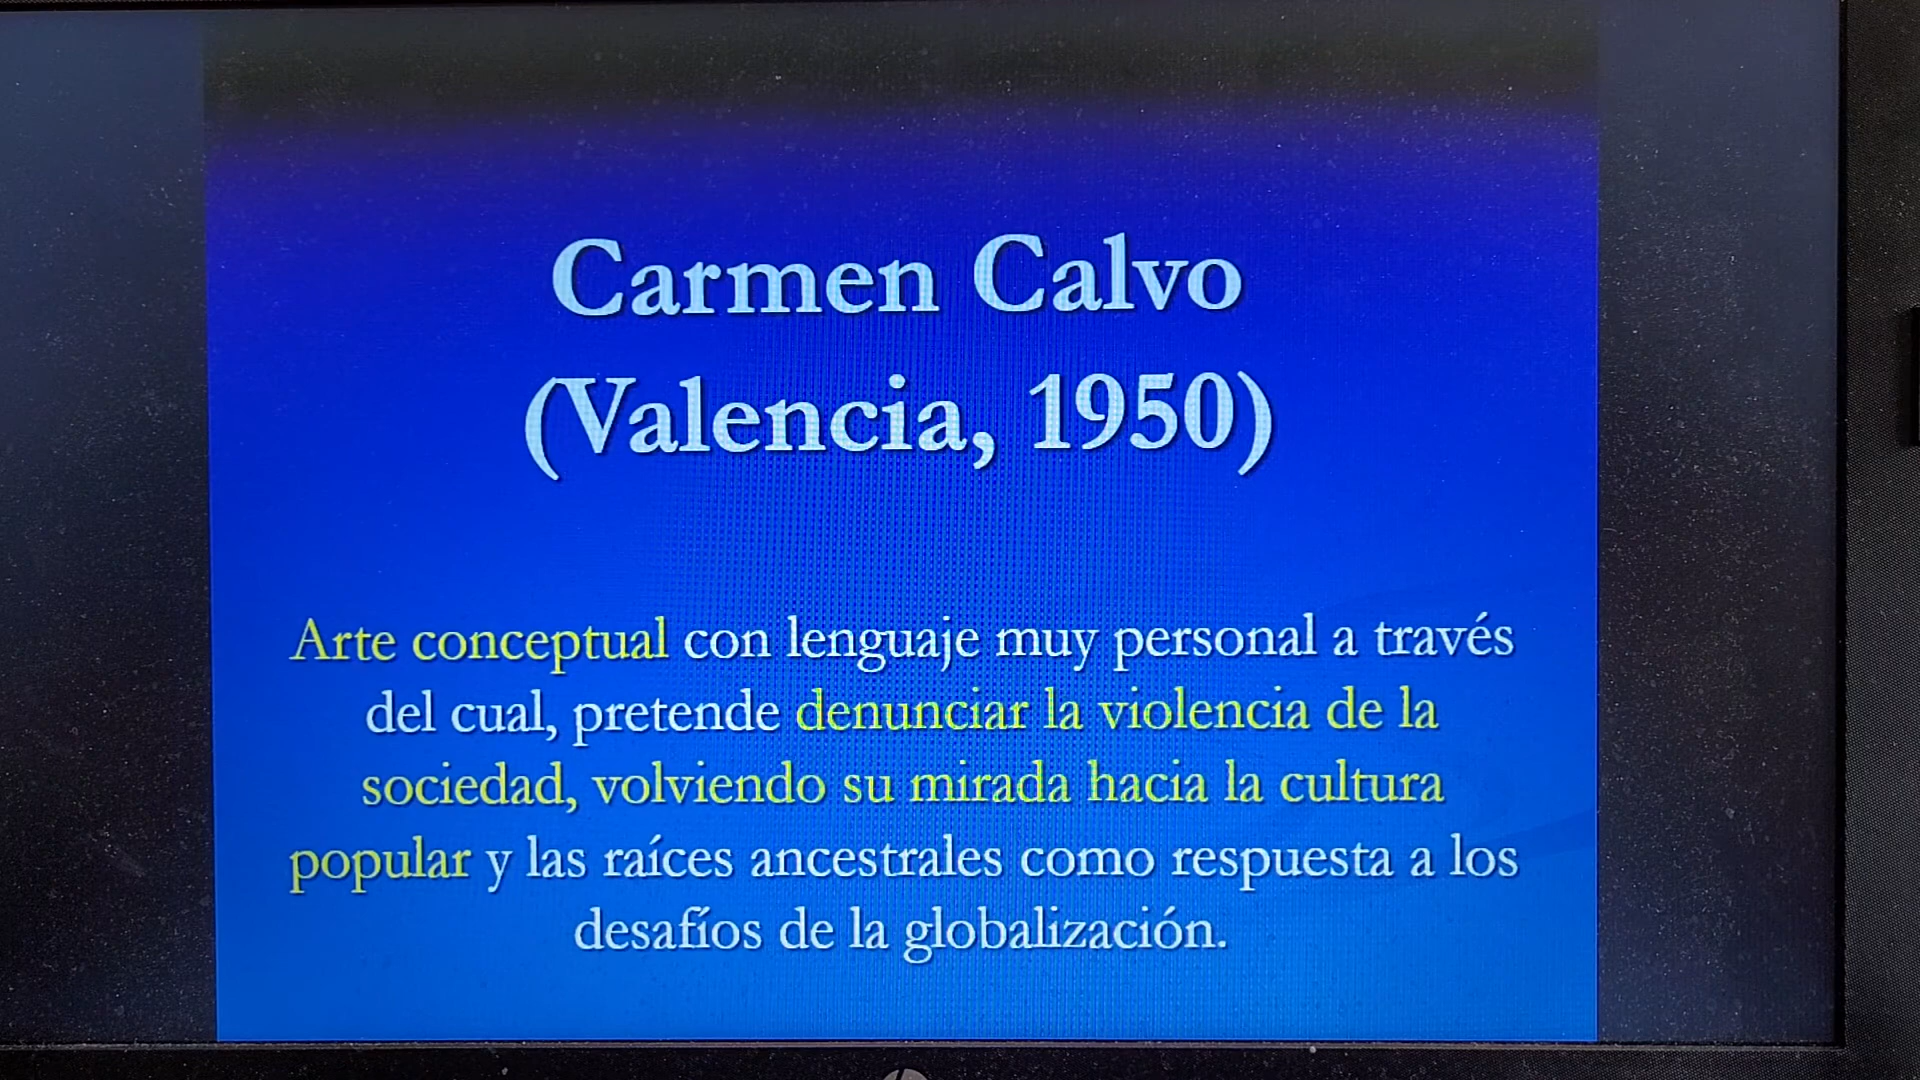 Carmen Calvo
(Valencia, 1950)
Arte conceptual con lenguaje muy personal a través
del cual, pretende denunciar la violencia de la
sociedad, volviendo su mirada hacia la cultura
popular y las raíces ancestrales como respuesta a los
desafíos de la globalización.